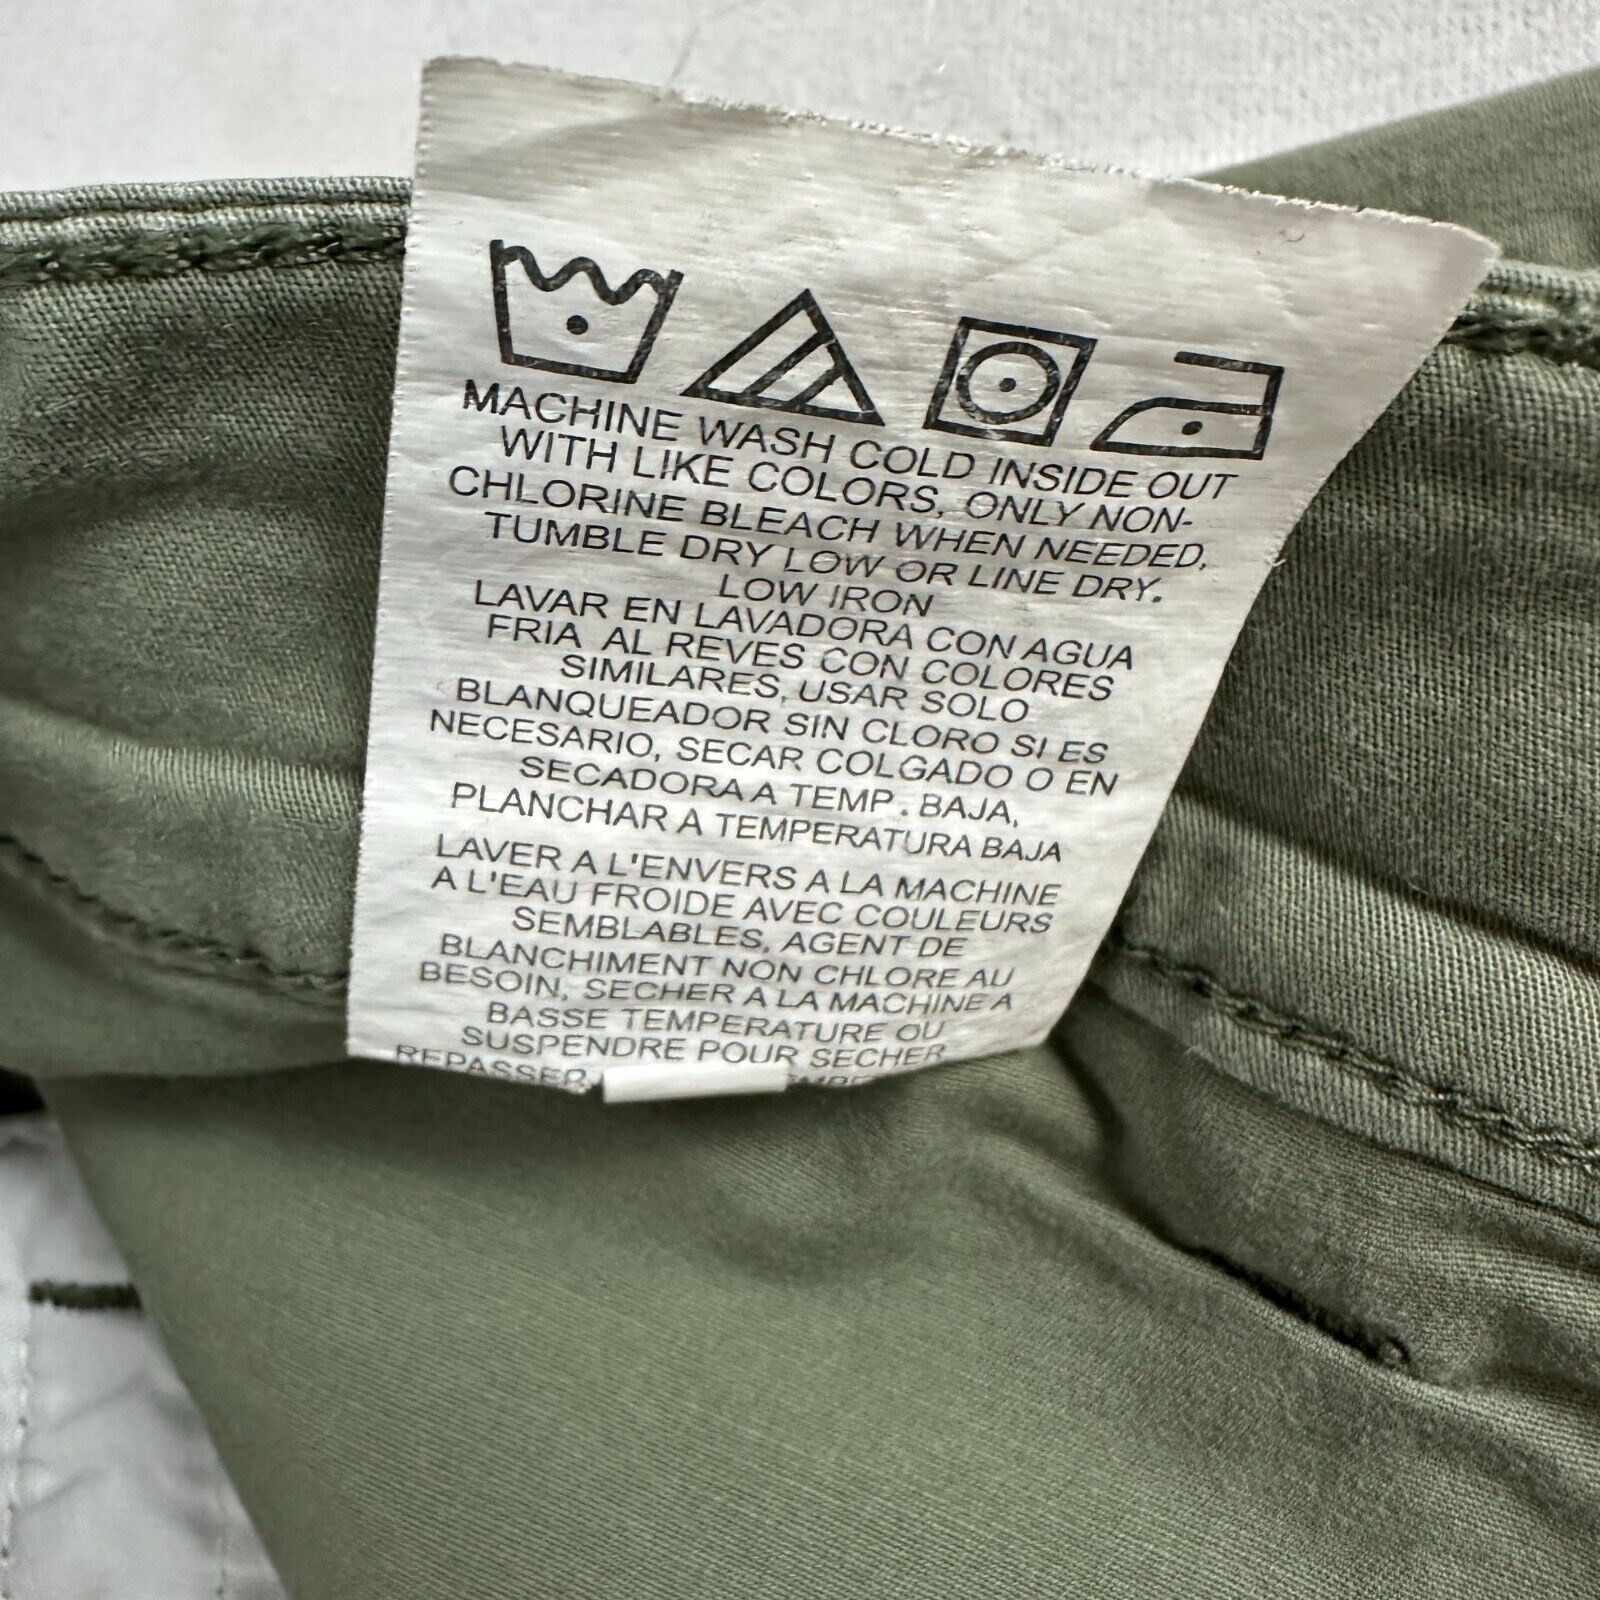 MACHINE WASH COLD INSIDE OUT
WITH LIKE COLORS, ONLY NON-
CHLORINE BLEACH WHEN NEEDED,
TUMBLE DRY LOW OR LINE DRY.
LOW IRON
LAVAR EN LAVADORA CON AGUA
FRIA AL REVES CON COLORES
SIMILARES, USAR SOLO
BLANQUEADOR SIN CLORO SI ES
NECESARIO, SECAR COLGADO O EN
SECADORA A TEMP. BAJA,
PLANCHAR A TEMPERATURA BAJA
LAVER A L'ENVERS A LA MACHINE
A L'EAU FROIDE AVEC COULEURS
SEMBLABLES, AGENT DE
BLANCHIMENT NON CHLORE AU
BESOIN, SECHER A LA MACHINE A
BASSE TEMPERATURE OU
SUSPENDRE POUR SECHER
REPASSER